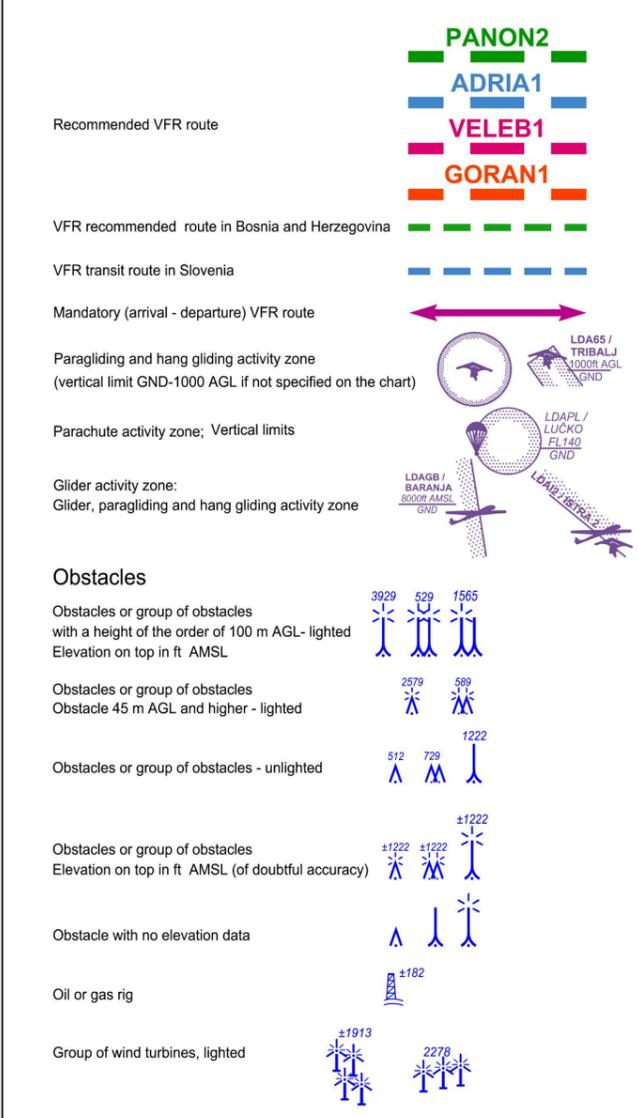 PANON2
ADRIA1
Recommended VFR route
VELEB1
GORAN1
VFR recommended route in Bosnia and Herzegovina
VFR transit route in Slovenia
Mandatory (arrival - departure) VFR route
LDA65 /
TRIBALJ
1000ft AGL
GND
Paragliding and hang gliding activity zone
(vertical limit GND-1000 AGL if not specified on the chart)
LDAPL /
LUČKO
FL140
GND
Parachute activity zone; Vertical limits
LDAGB /
BARANJA
8000ft AMSL
GND
LDAI2 / ISTRA 2
Glider activity zone:
Glider, paragliding and hang gliding activity zone
Obstacles
3929 529 1565
Obstacles or group of obstacles
with a height of the order of 100 m AGL- lighted
Elevation on top in ft AMSL
2579 589
Obstacles or group of obstacles
Obstacle 45 m AGL and higher - lighted
512 729 1222
Obstacles or group of obstacles - unlighted
±1222 ±1222 ±1222
Obstacles or group of obstacles
Elevation on top in ft AMSL (of doubtful accuracy)
Obstacle with no elevation data
±182
Oil or gas rig
±1913
2278
Group of wind turbines, lighted